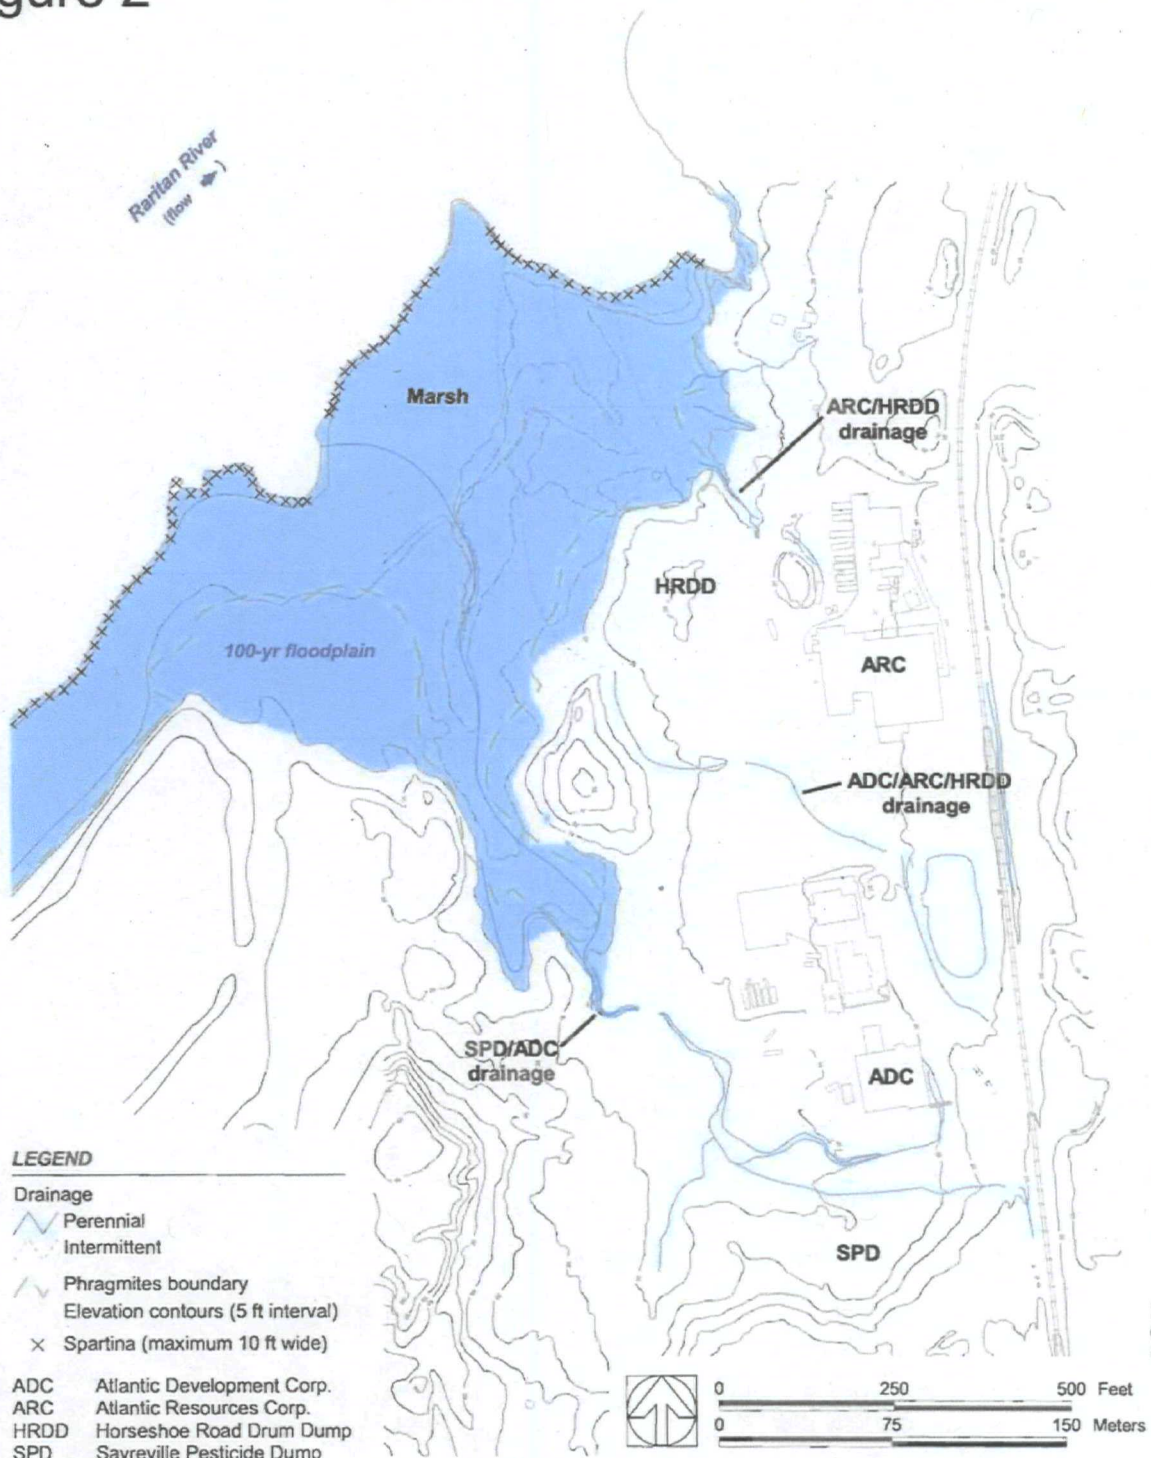 gure 2
Raritan River
(flow )
Marsh
ARC/HRDD
drainage
HRDD
100-yr floodplain
ARC
ADC/ARC/HRDD
drainage
SPD/ADC
drainage
ADC
SPD
LEGEND
Drainage
Perennial
Intermittent
Phragmites boundary
Elevation contours (5 ft interval)
Spartina (maximum 10 ft wide)
ADC Atlantic Development Corp.
ARC Atlantic Resources Corp.
HRDD Horseshoe Road Drum Dump
SPD Sayreville Pesticide Dump
0 250 500 Feet
0 75 150 Meters